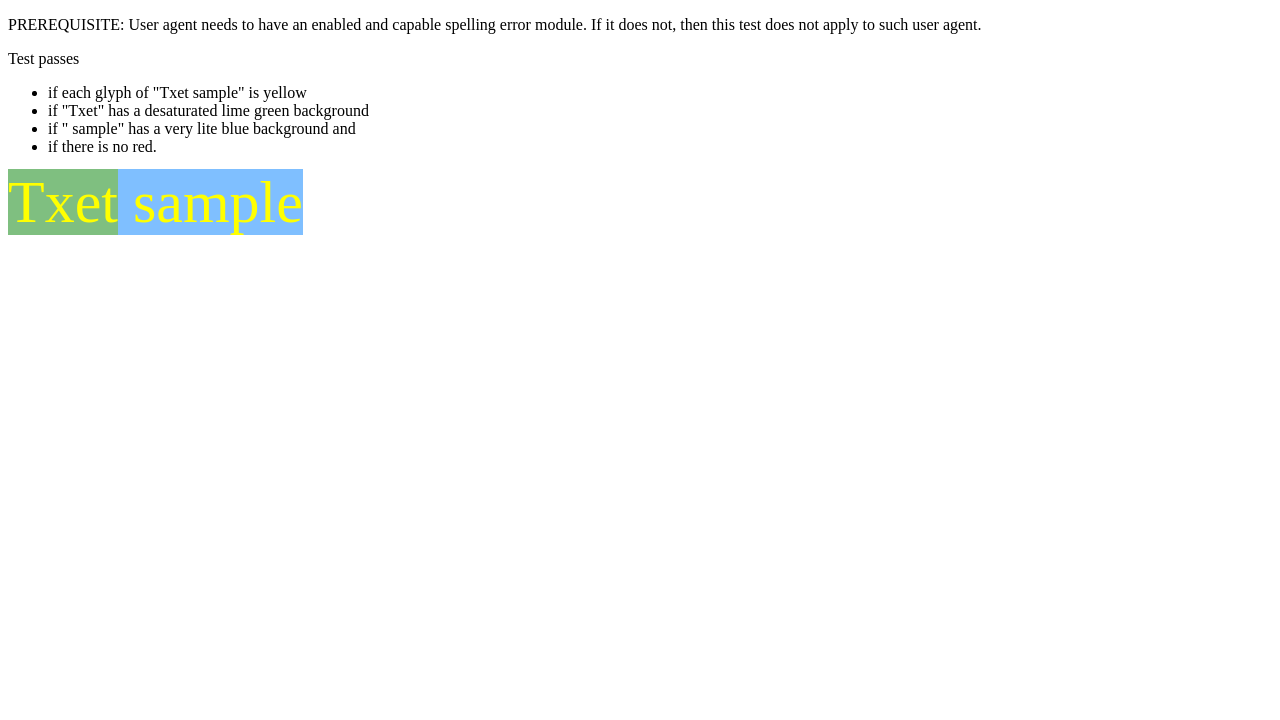 PREREQUISITE: User agent needs to have an enabled and capable spelling error module. If it does not, then this test does not apply to such user agent.
Test passes
• if each glyph of "Txet sample" is yellow
• if "Txet" has a desaturated lime green background
• if " sample" has a very lite blue background and
• if there is no red.
Txet sample